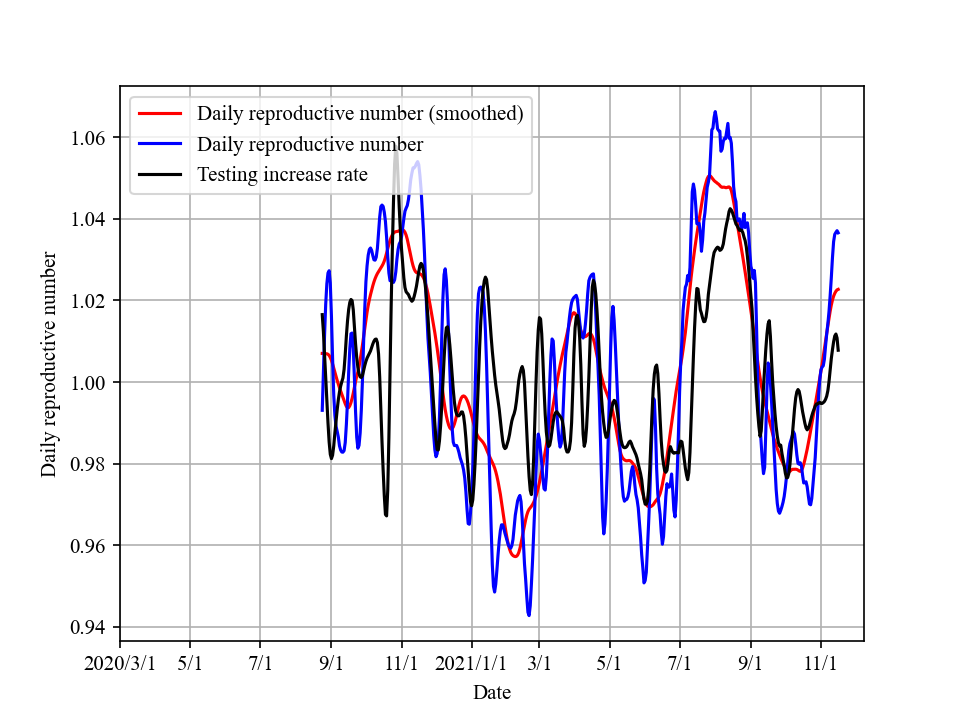 Daily reproductive number (smoothed)
Daily reproductive number
Testing increase rate
Daily reproductive number
1.06
1.04
1.02
1.00
0.98
0.96
0.94
2020/3/1 5/1 7/1 9/1 11/1 2021/1/1 3/1 5/1 7/1 9/1 11/1
Date